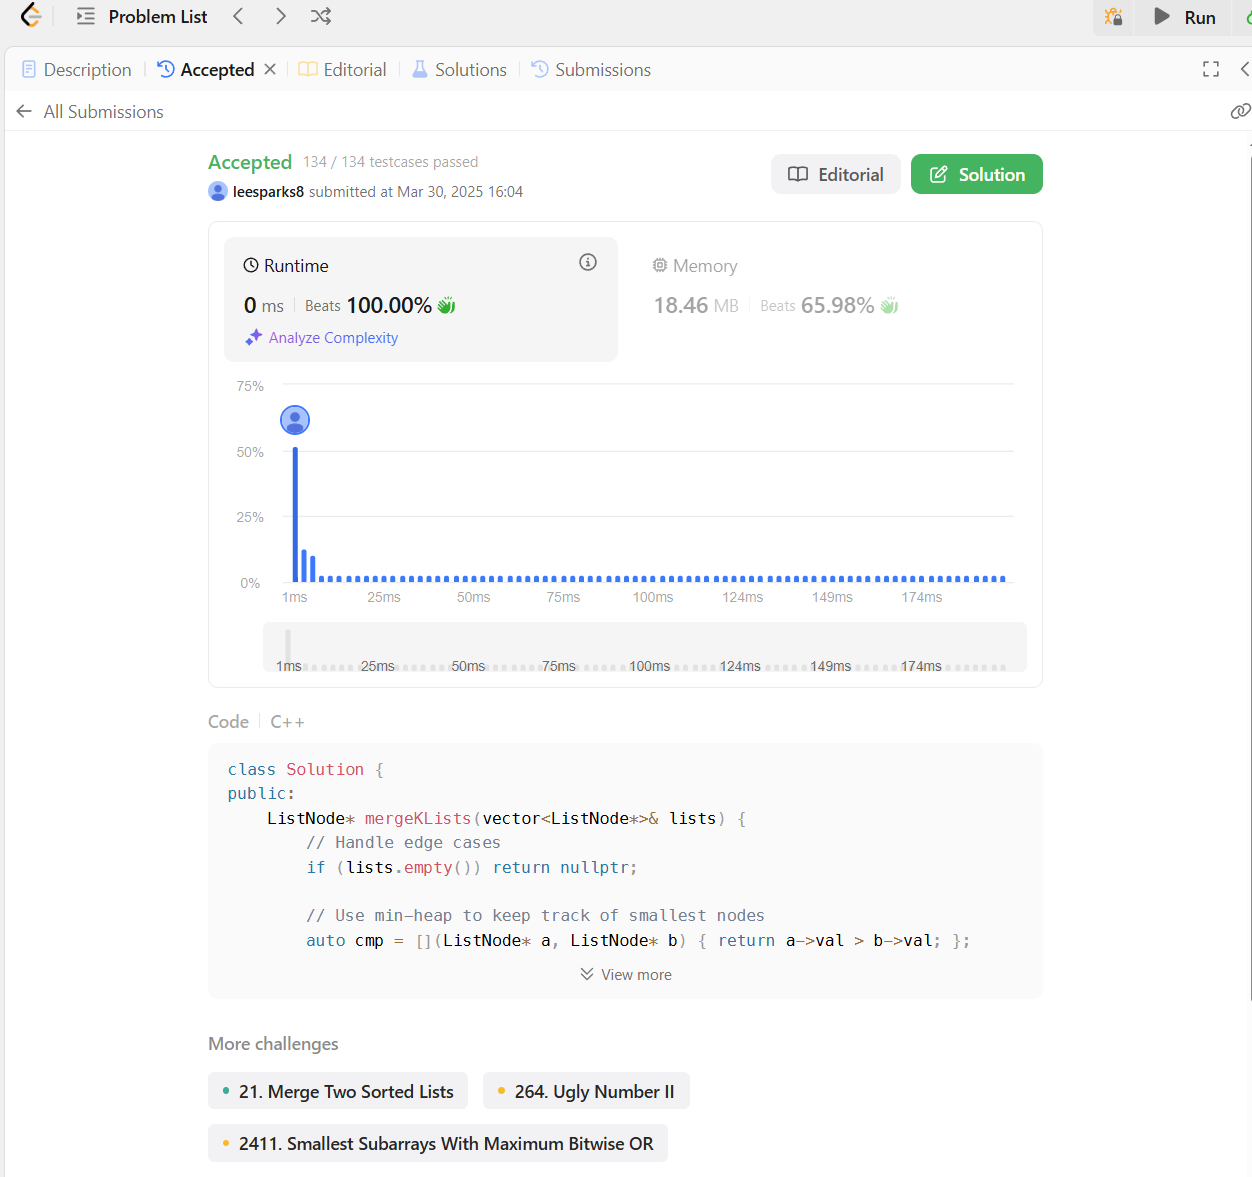 Problem List Run
Description Accepted Editorial Solutions Submissions
All Submissions
Accepted 134 / 134 testcases passed
leesparks8 submitted at Mar 30, 2025 16:04
Editorial Solution
Runtime
0 ms Beats 100.00%
Analyze Complexity
Memory
18.46 MB Beats 65.98%
75%
50%
25%
0%
1ms 25ms 50ms 75ms 100ms 124ms 149ms 174ms
1ms 25ms 50ms 75ms 100ms 124ms 149ms 174ms
Code C++
class Solution {
public:
    ListNode* mergeKLists(vector<ListNode*>& lists) {
        // Handle edge cases
        if (lists.empty()) return nullptr;

        // Use min-heap to keep track of smallest nodes
        auto cmp = [](ListNode* a, ListNode* b) { return a->val > b->val; };
View more
More challenges
21. Merge Two Sorted Lists 264. Ugly Number II
2411. Smallest Subarrays With Maximum Bitwise OR